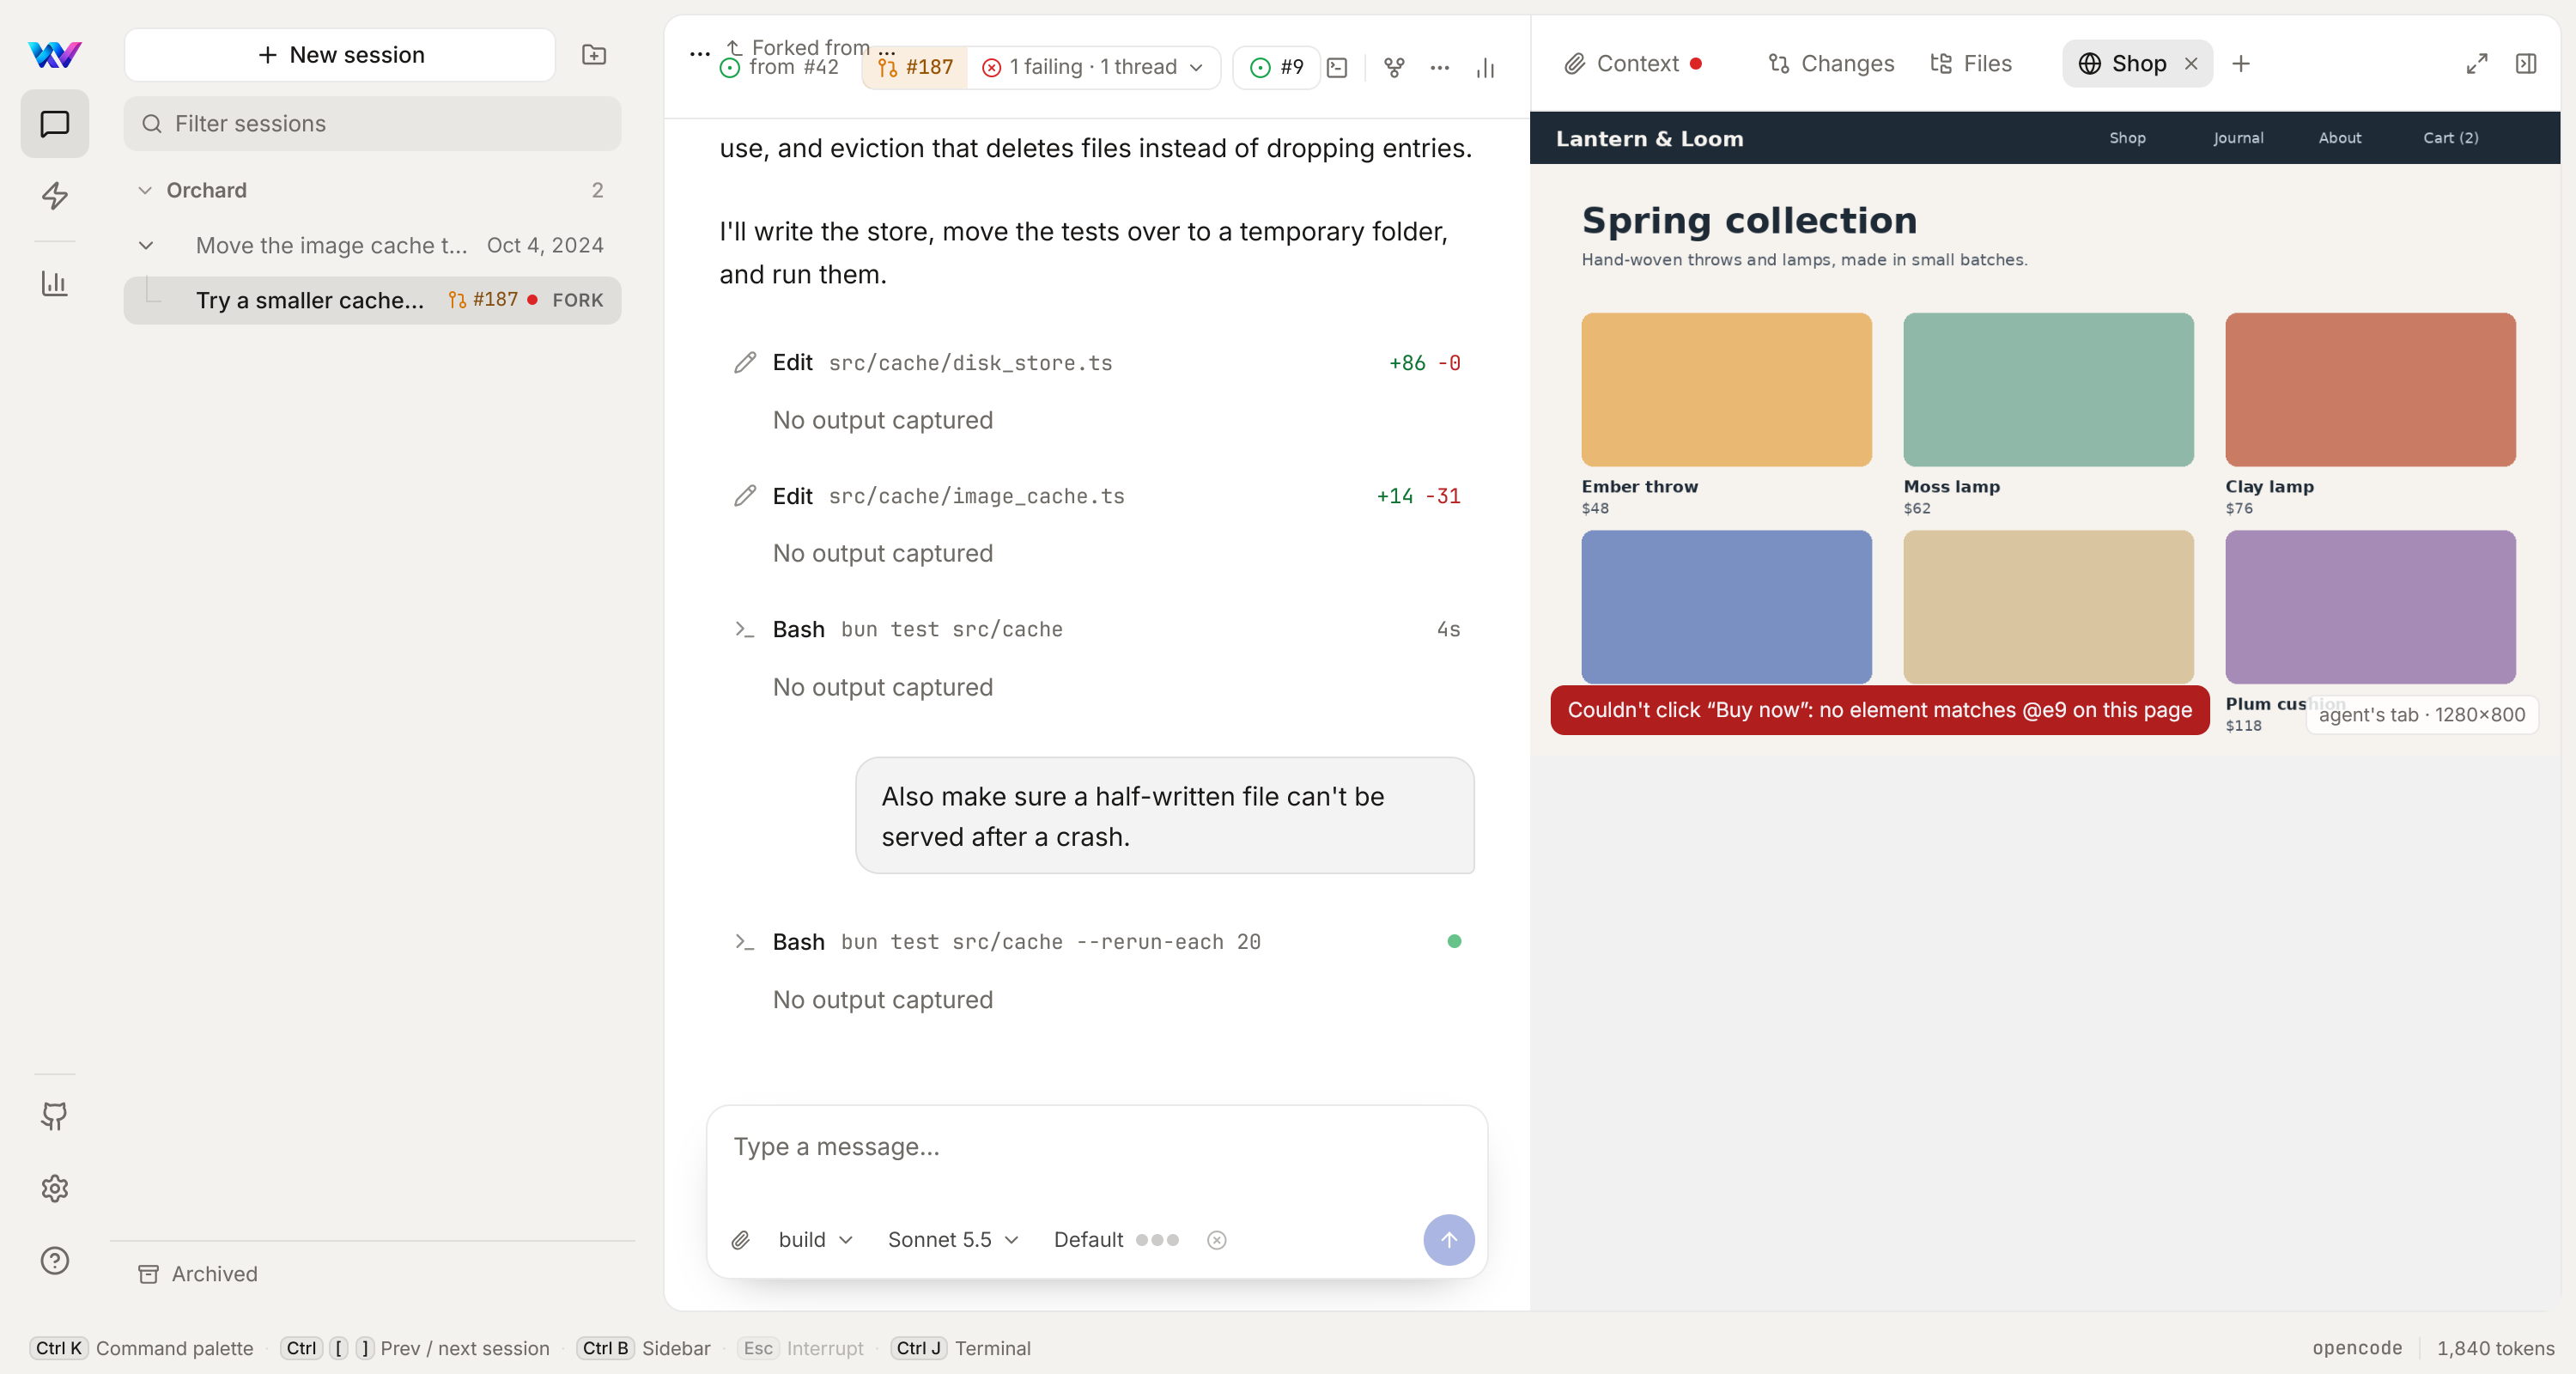 New session
Filter sessions
Orchard 2
Move the image cache t... Oct 4, 2024
Try a smaller cache... #187 FORK
Archived
Forked from ...
from #42 #187 1 failing · 1 thread #9
use, and eviction that deletes files instead of dropping entries.
I'll write the store, move the tests over to a temporary folder,
and run them.
Edit src/cache/disk_store.ts +86 -0
No output captured
Edit src/cache/image_cache.ts +14 -31
No output captured
Bash bun test src/cache 4s
No output captured
Also make sure a half-written file can't be
served after a crash.
Bash bun test src/cache --rerun-each 20
No output captured
Type a message...
build Sonnet 5.5 Default
Context Changes Files Shop
Lantern & Loom Shop Journal About Cart (2)
Spring collection
Hand-woven throws and lamps, made in small batches.
Ember throw Moss lamp Clay lamp
$48 $62 $76
Couldn't click “Buy now”: no element matches @e9 on this page
Plum cushion
$118
agent's tab · 1280×800
Ctrl K Command palette · Ctrl [ ] Prev / next session · Ctrl B Sidebar · Esc Interrupt · Ctrl J Terminal
opencode 1,840 tokens